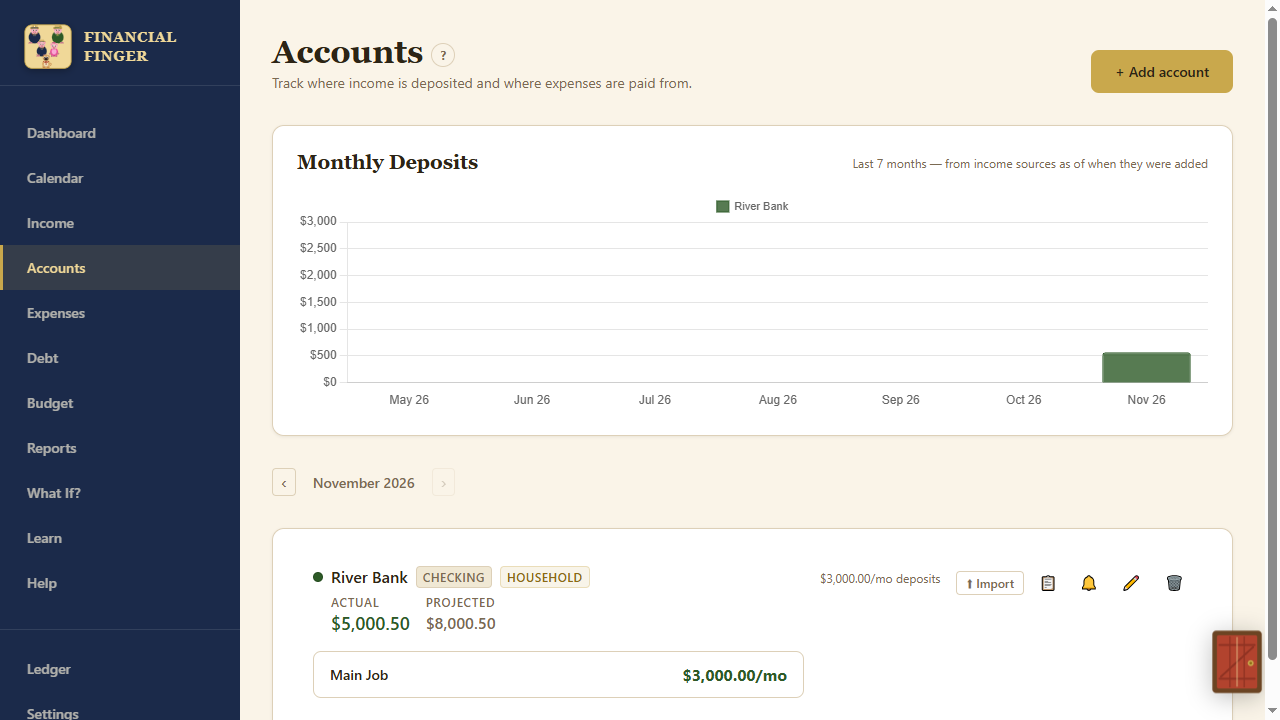 FINANCIAL
FINGER
Dashboard
Calendar
Income
Accounts
Expenses
Debt
Budget
Reports
What If?
Learn
Help
Ledger
Settings
Accounts ?
Track where income is deposited and where expenses are paid from.
+ Add account
Monthly Deposits
Last 7 months — from income sources as of when they were added
River Bank
$3,000
$2,500
$2,000
$1,500
$1,000
$500
$0
May 26 Jun 26 Jul 26 Aug 26 Sep 26 Oct 26 Nov 26
‹ November 2026 ›
River Bank CHECKING HOUSEHOLD
$3,000.00/mo deposits
⬆ Import
ACTUAL PROJECTED
$5,000.50 $8,000.50
Main Job $3,000.00/mo